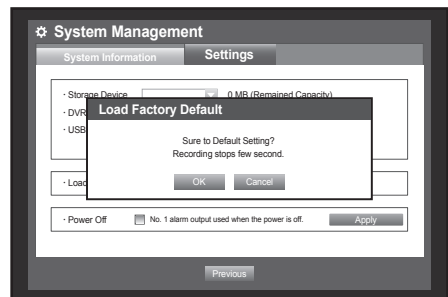 System Management
System Information Settings
· Storage Device 0 MB (Remained Capacity)
· DVR
· USB
Load Factory Default
Sure to Default Setting?
Recording stops few second.
OK Cancel
· Load
· Power Off No. 1 alarm output used when the power is off. Apply
Previous